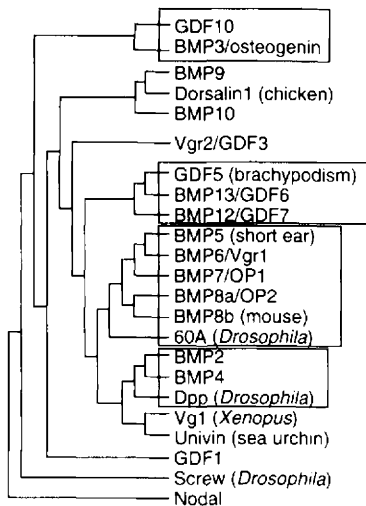 GDF10
BMP3/osteogenin
BMP9
Dorsalin1 (chicken)
BMP10
Vgr2/GDF3
GDF5 (brachypodism)
BMP13/GDF6
BMP12/GDF7
BMP5 (short ear)
BMP6/Vgr1
BMP7/OP1
BMP8a/OP2
BMP8b (mouse)
60A (Drosophila)
BMP2
BMP4
Dpp (Drosophila)
Vg1 (Xenopus)
Univin (sea urchin)
GDF1
Screw (Drosophila)
Nodal